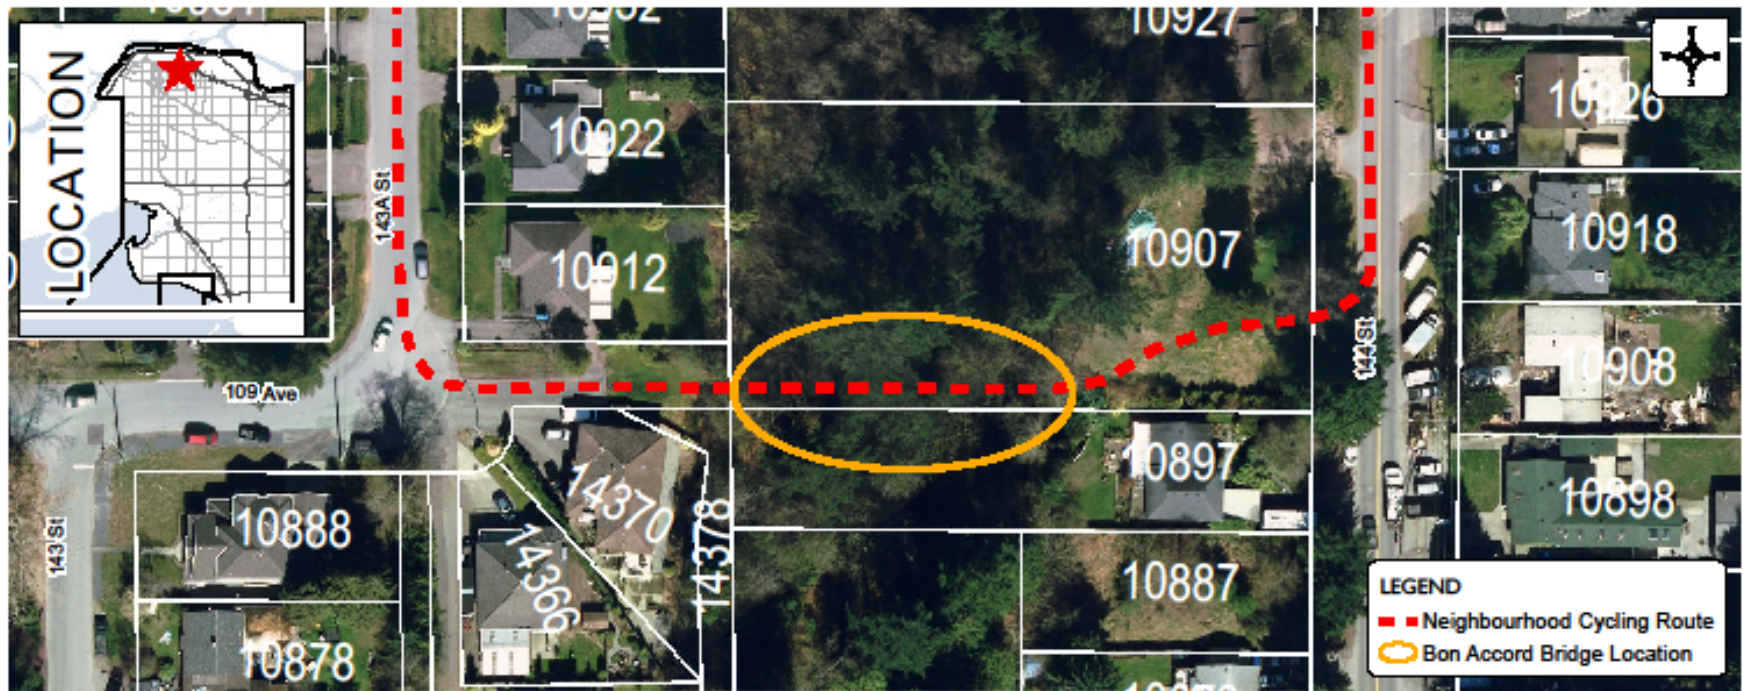 LOCATION
10927
10926
10922
143A St
10918
10907
10912
144 St
10908
109 Ave
10897
14370
10898
10888
143 St
14366
14378
10887
10878
LEGEND
Neighbourhood Cycling Route
Bon Accord Bridge Location